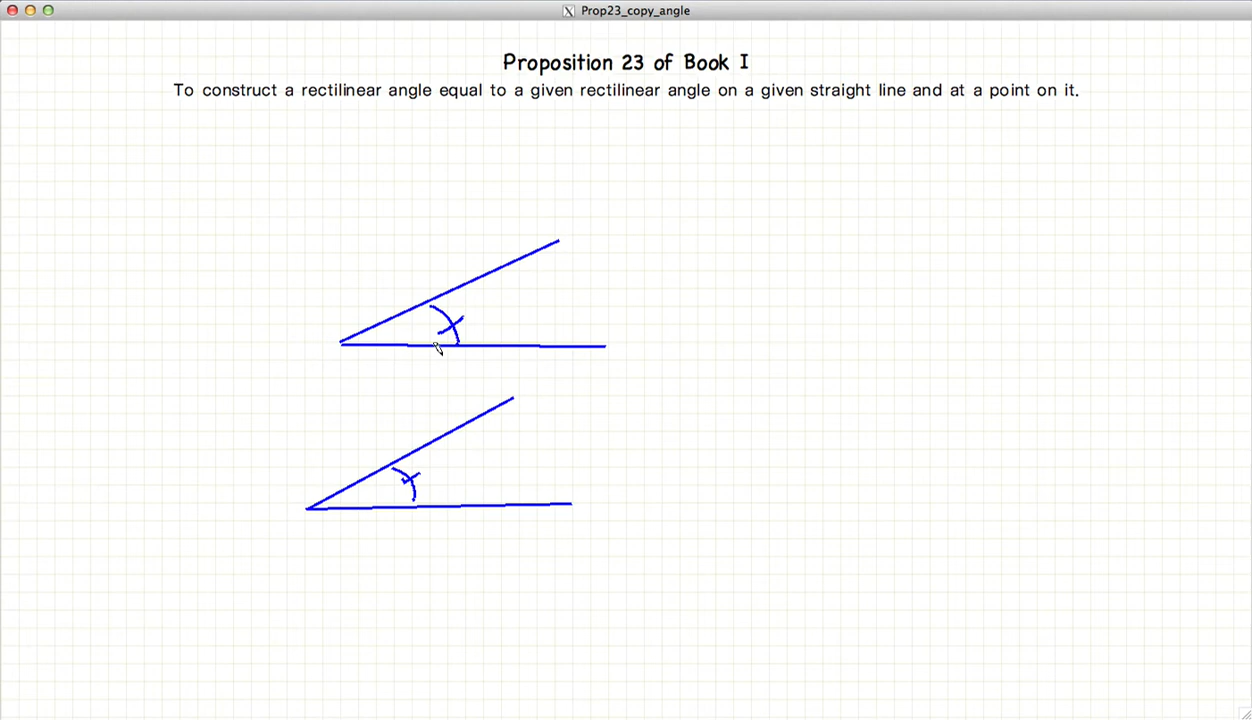 Prop23_copy_angle
Proposition 23 of Book I
To construct a rectilinear angle equal to a given rectilinear angle on a given straight line and at a point on it.